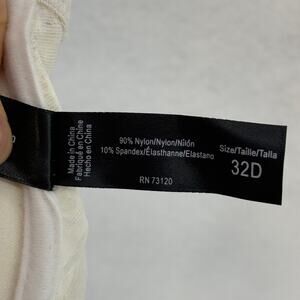 Made in China
Fabriqué en Chine
Hecho en China
90% Nylon/Nylon/Nilón
10% Spandex/Élasthanne/Elastano
RN 73120
Size/Taille/Talla
32D